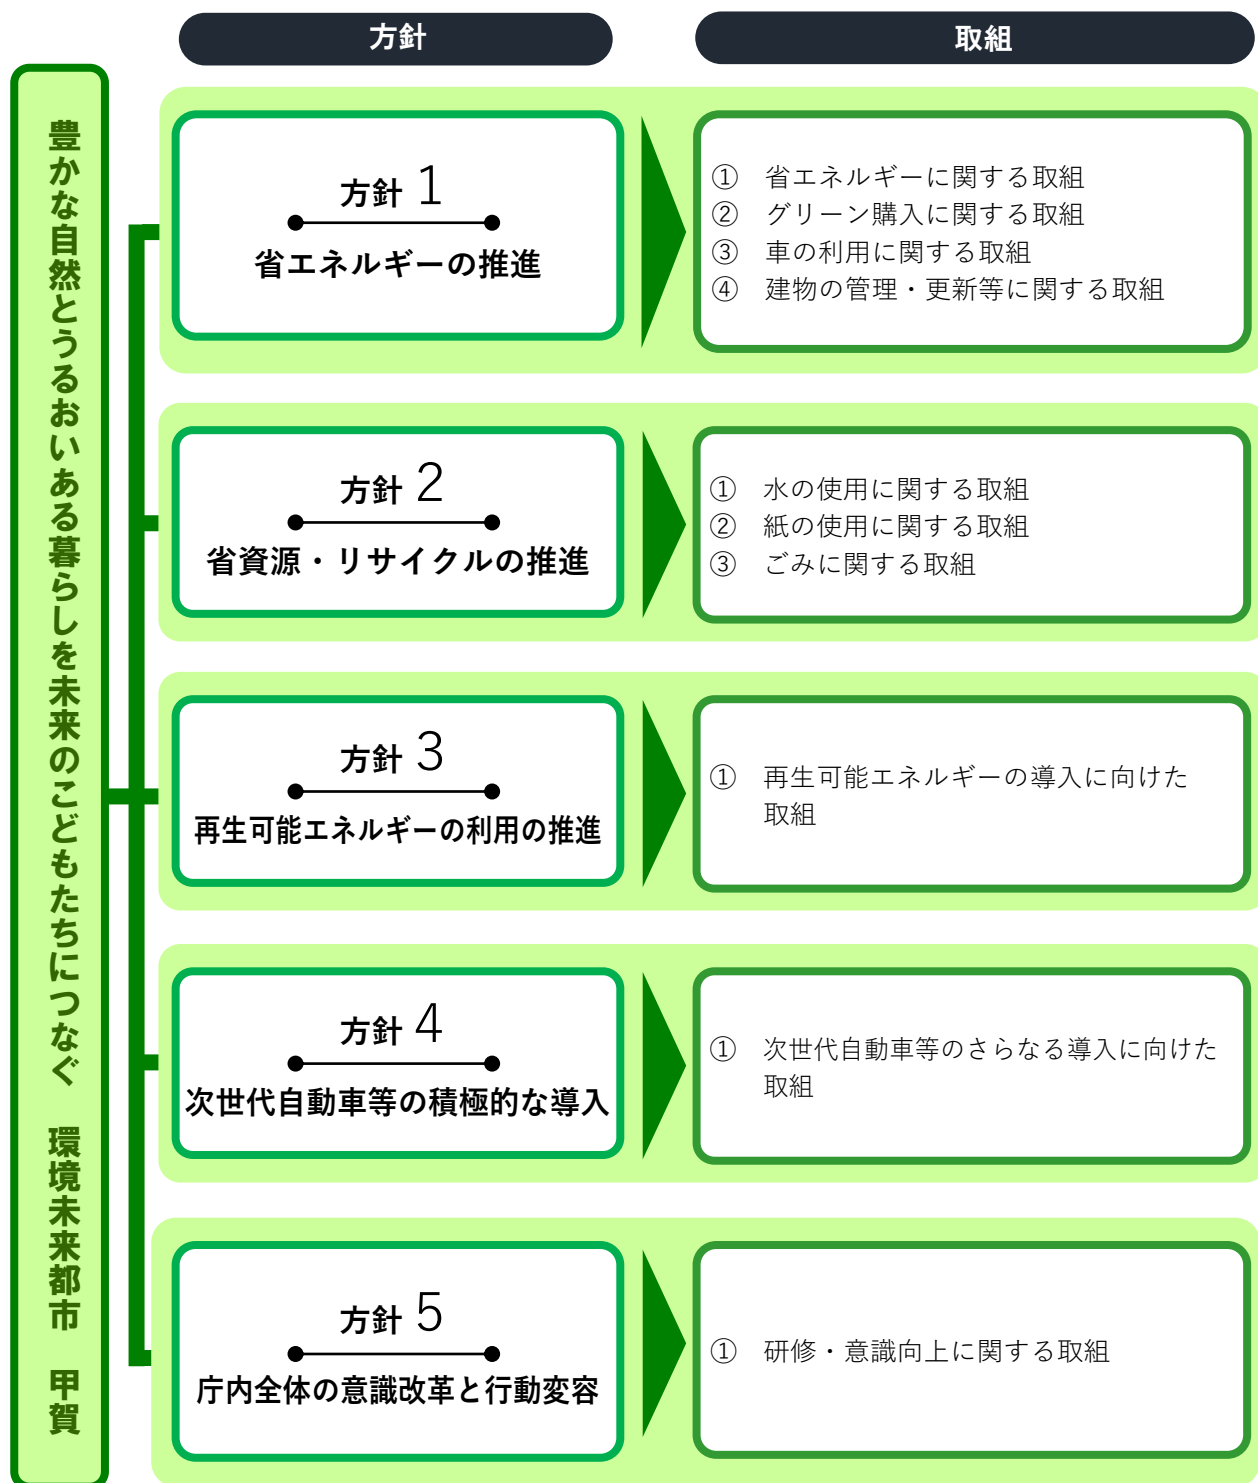 方針
取組
豊かな自然とうるおいある暮らしを未来のこどもたちにつなぐ 環境未来都市 甲賀
方針 1
省エネルギーの推進
① 省エネルギーに関する取組
② グリーン購入に関する取組
③ 車の利用に関する取組
④ 建物の管理・更新等に関する取組
方針 2
省資源・リサイクルの推進
① 水の使用に関する取組
② 紙の使用に関する取組
③ ごみに関する取組
方針 3
再生可能エネルギーの利用の推進
① 再生可能エネルギーの導入に向けた
取組
方針 4
次世代自動車等の積極的な導入
① 次世代自動車等のさらなる導入に向けた
取組
方針 5
庁内全体の意識改革と行動変容
① 研修・意識向上に関する取組